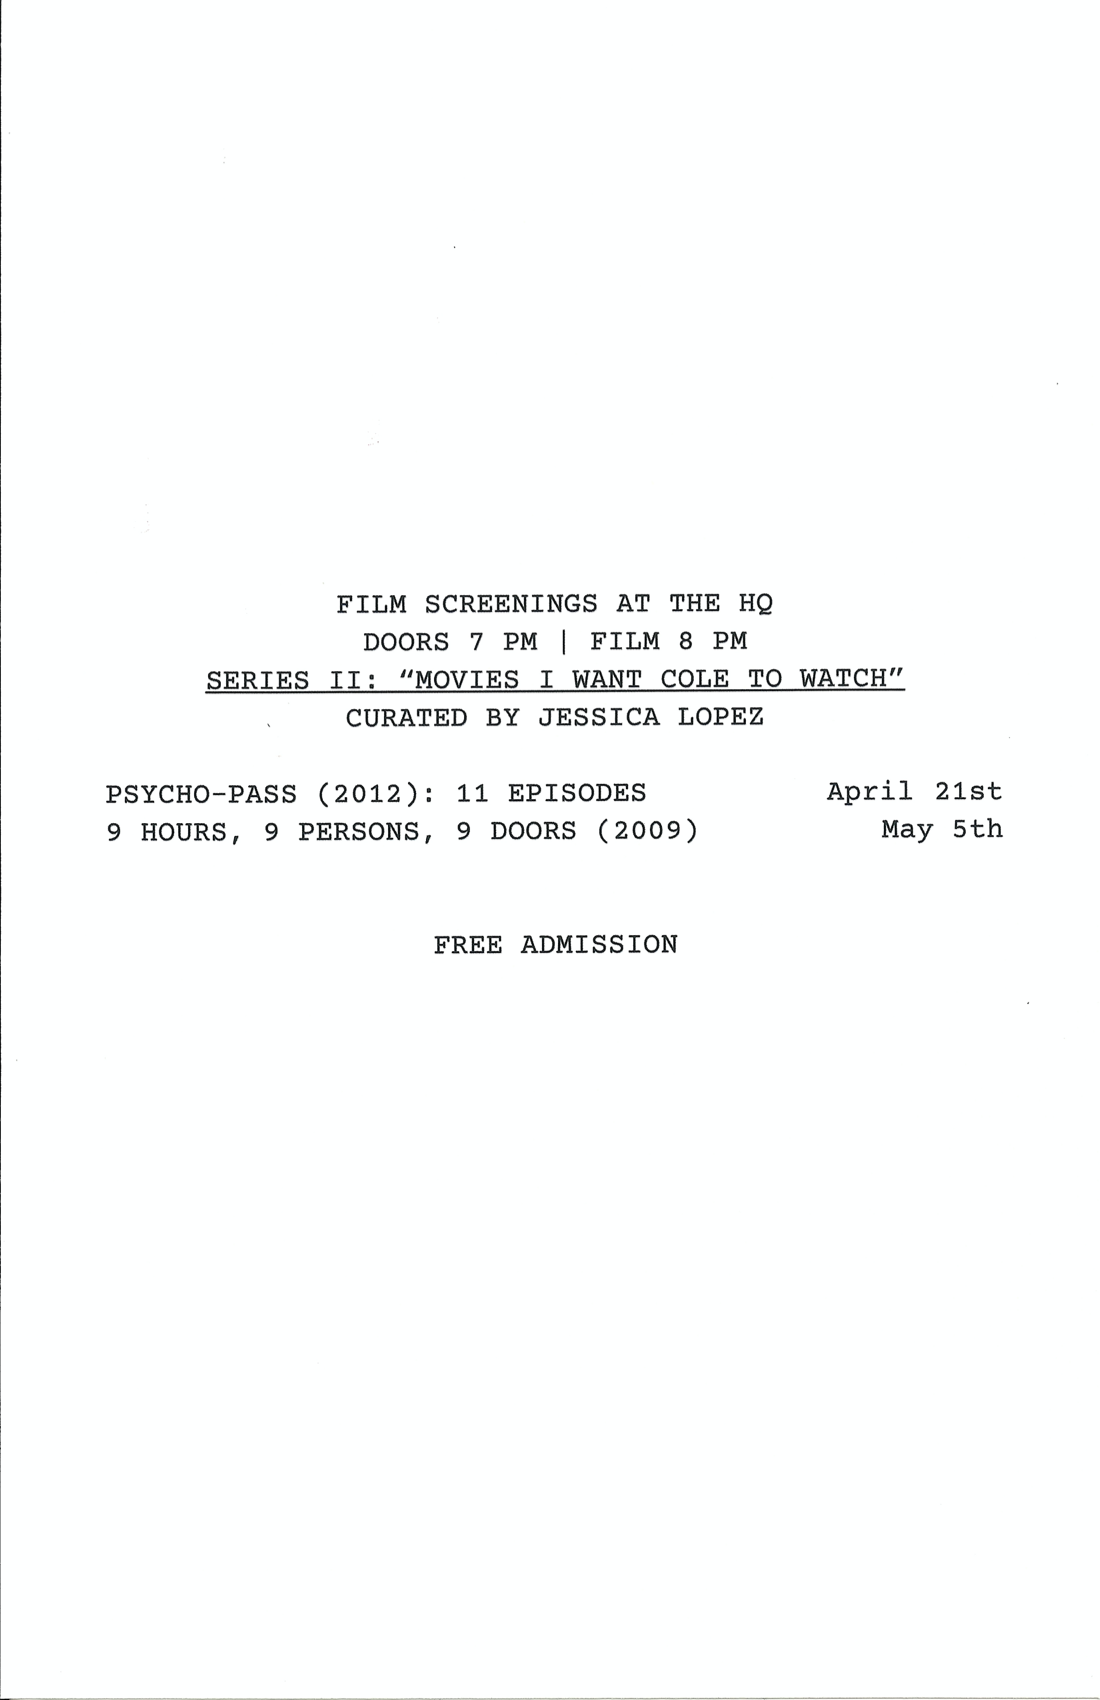 FILM SCREENINGS AT THE HQ
DOORS 7 PM | FILM 8 PM
SERIES II: “MOVIES I WANT COLE TO WATCH”
CURATED BY JESSICA LOPEZ
PSYCHO-PASS (2012): 11 EPISODES April 21st
9 HOURS, 9 PERSONS, 9 DOORS (2009) May 5th
FREE ADMISSION